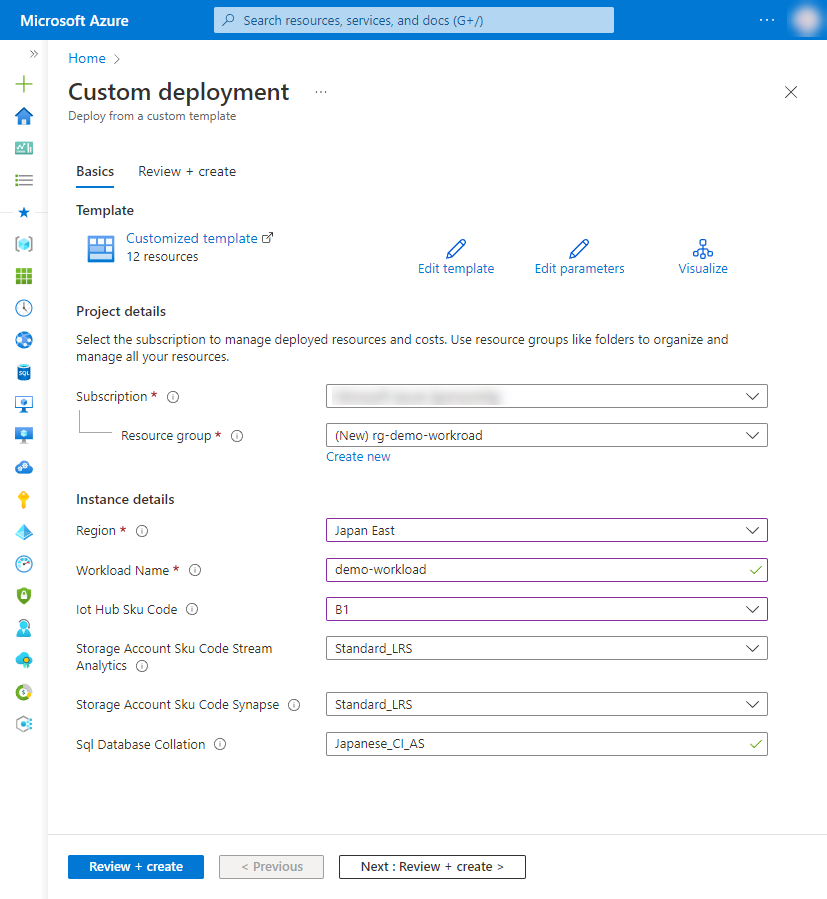 Microsoft Azure
Search resources, services, and docs (G+/)
Home
Custom deployment
Deploy from a custom template
Basics
Review + create
Template
Customized template
12 resources
Edit template
Edit parameters
Visualize
Project details
Select the subscription to manage deployed resources and costs. Use resource groups like folders to organize and
manage all your resources.
Subscription *
Resource group *
(New) rg-demo-workroad
Create new
Instance details
Region *
Japan East
Workload Name *
demo-workload
Iot Hub Sku Code
B1
Storage Account Sku Code Stream
Analytics
Standard_LRS
Storage Account Sku Code Synapse
Standard_LRS
Sql Database Collation
Japanese_CI_AS
Review + create
< Previous
Next : Review + create >
SQL